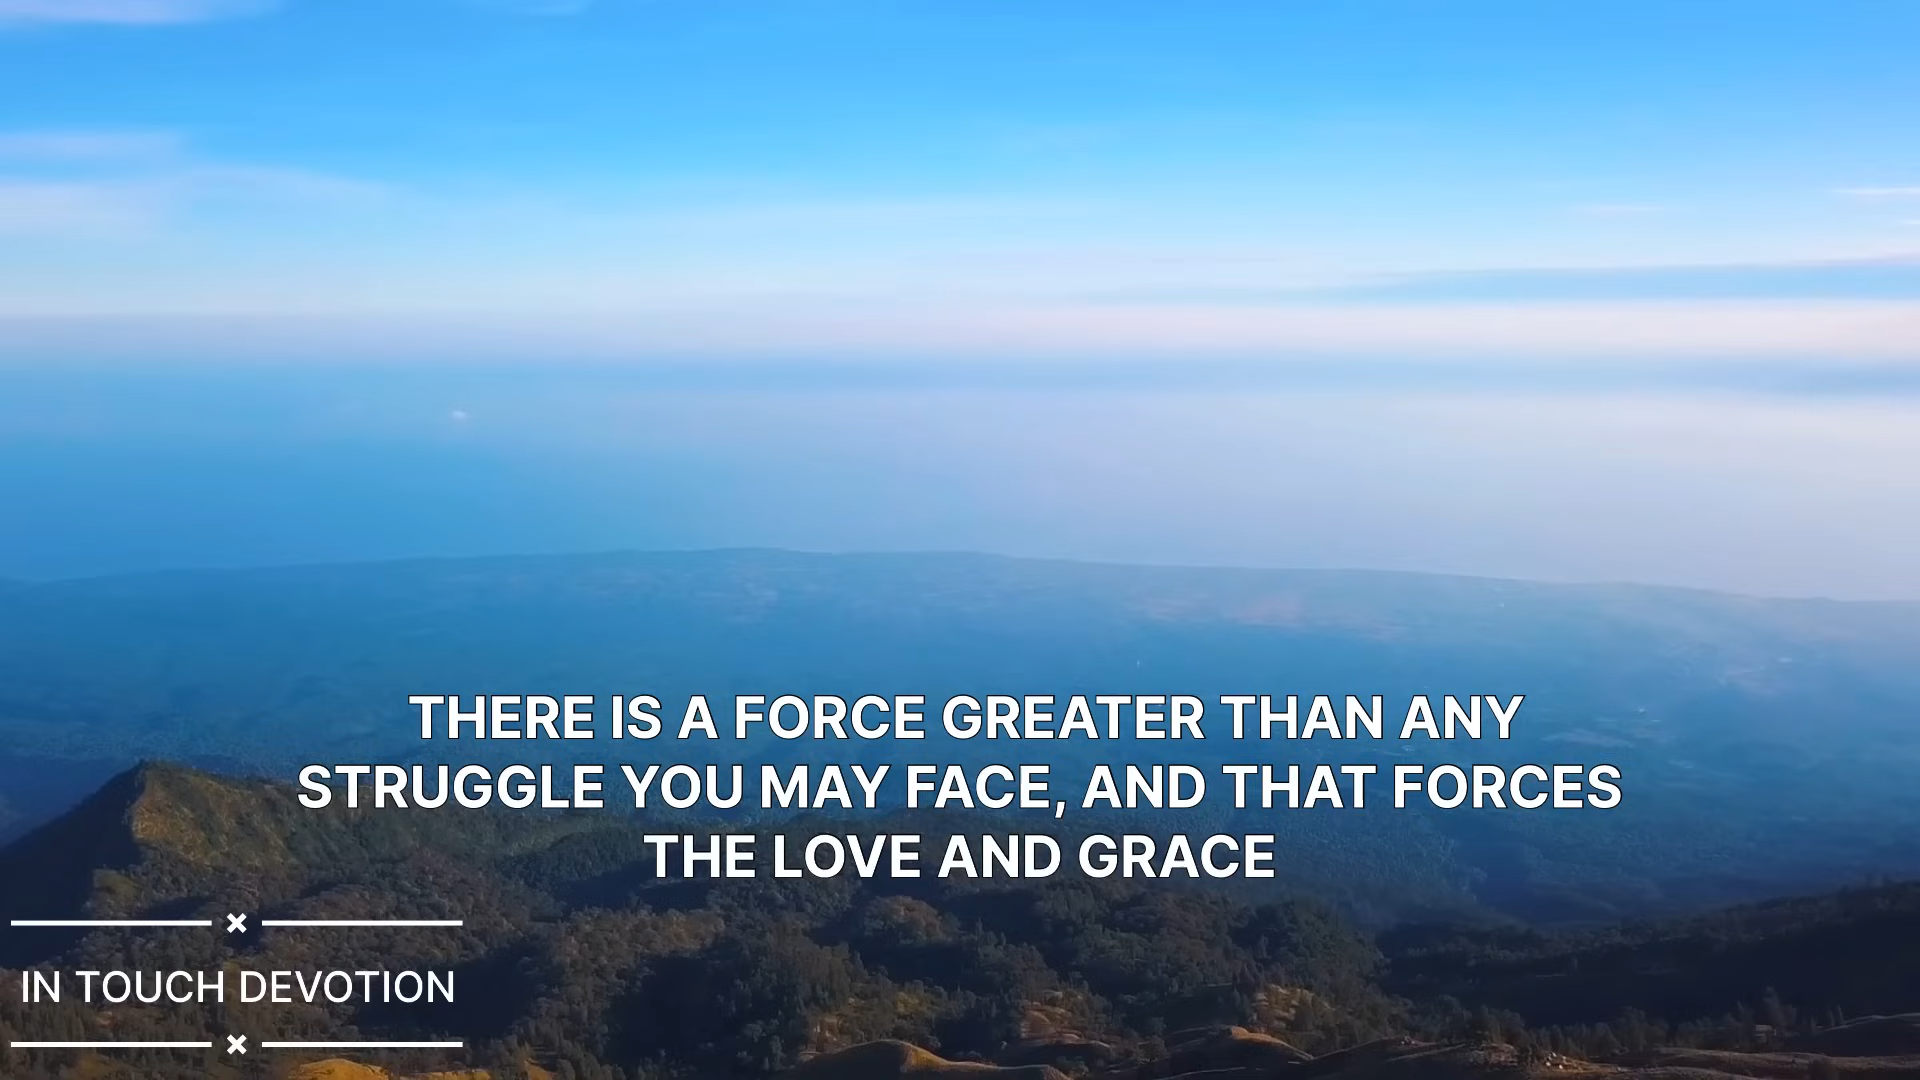 THERE IS A FORCE GREATER THAN ANY
STRUGGLE YOU MAY FACE, AND THAT FORCES
THE LOVE AND GRACE
IN TOUCH DEVOTION